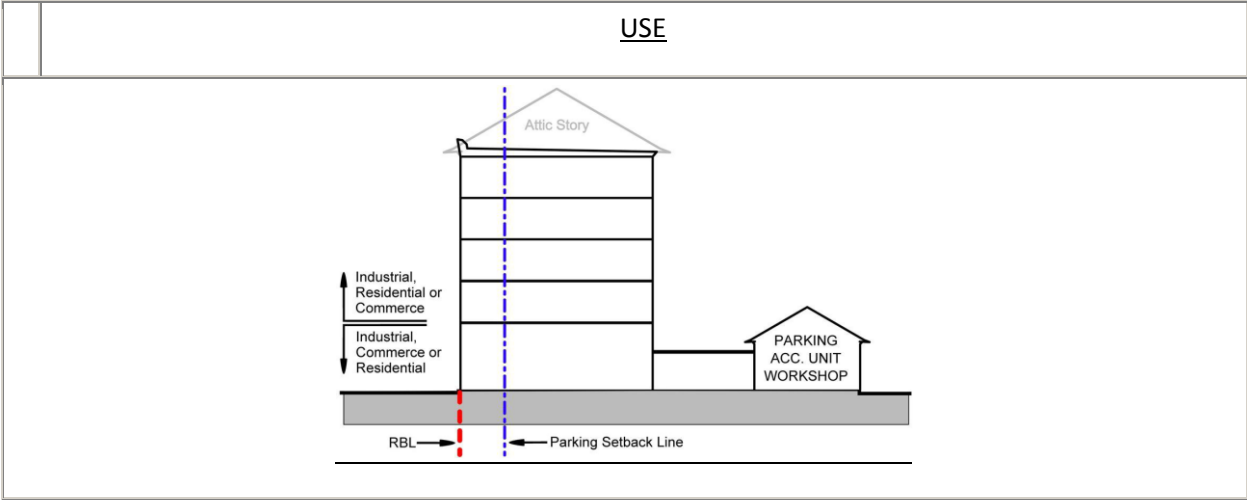 USE
Attic Story
Industrial,
Residential or
Commerce
Industrial,
Commerce or
Residential
PARKING
ACC. UNIT
WORKSHOP
RBL
Parking Setback Line